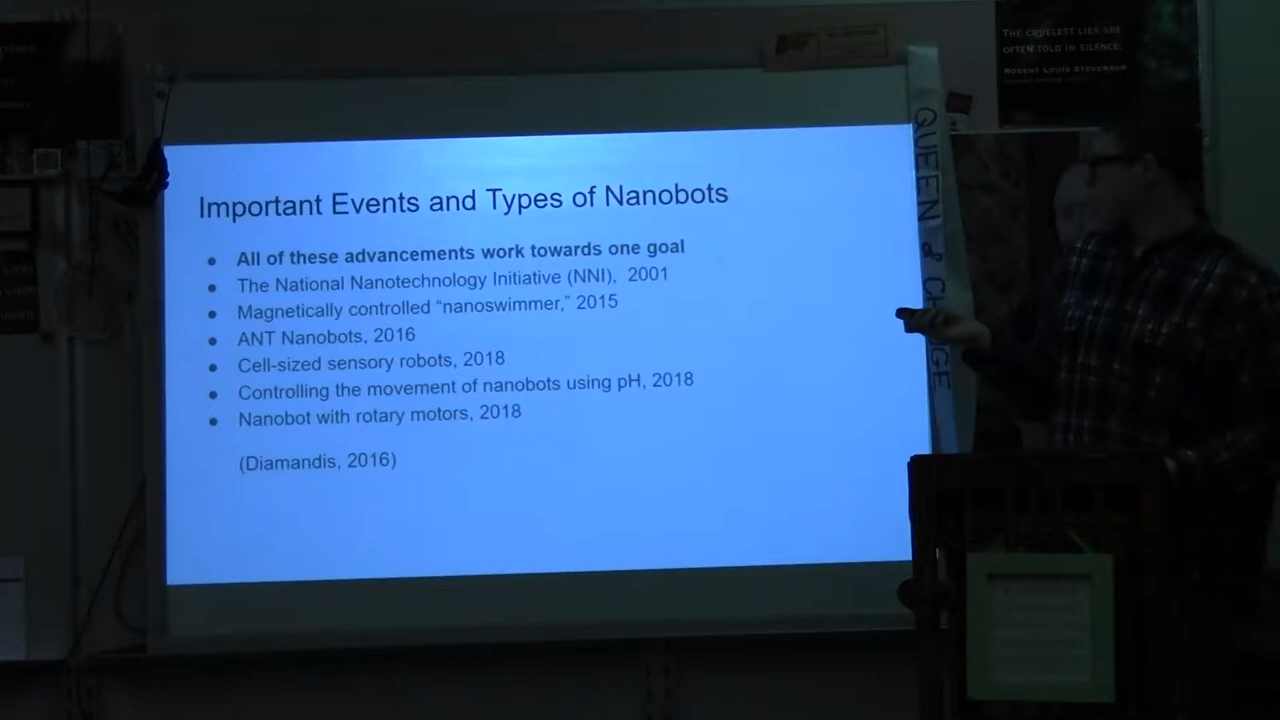 THE CRUELEST LIES ARE
OFTEN TOLD IN SILENCE.
ROBERT LOUIS STEVENSON
Important Events and Types of Nanobots
All of these advancements work towards one goal
The National Nanotechnology Initiative (NNI), 2001
Magnetically controlled “nanoswimmer,” 2015
ANT Nanobots, 2016
Cell-sized sensory robots, 2018
Controlling the movement of nanobots using pH, 2018
Nanobot with rotary motors, 2018
(Diamandis, 2016)
QUEEN of